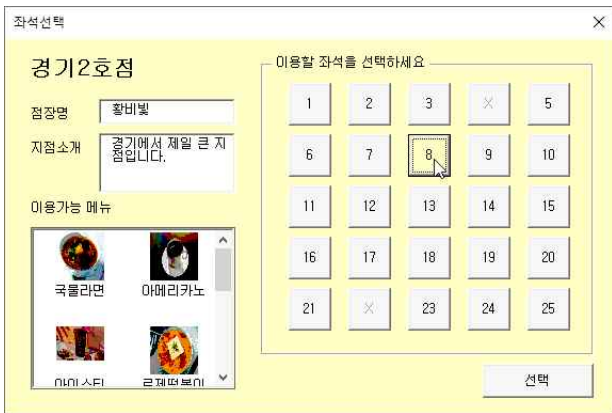 좌석선택
경기2호점
점장명 황비빛
지점소개 경기에서 제일 큰 지
점입니다.
이용가능 메뉴
국물라면 아메리카노
이용할 좌석을 선택하세요
1 2 3 X 5
6 7 8 9 10
11 12 13 14 15
16 17 18 19 20
21 X 23 24 25
선택